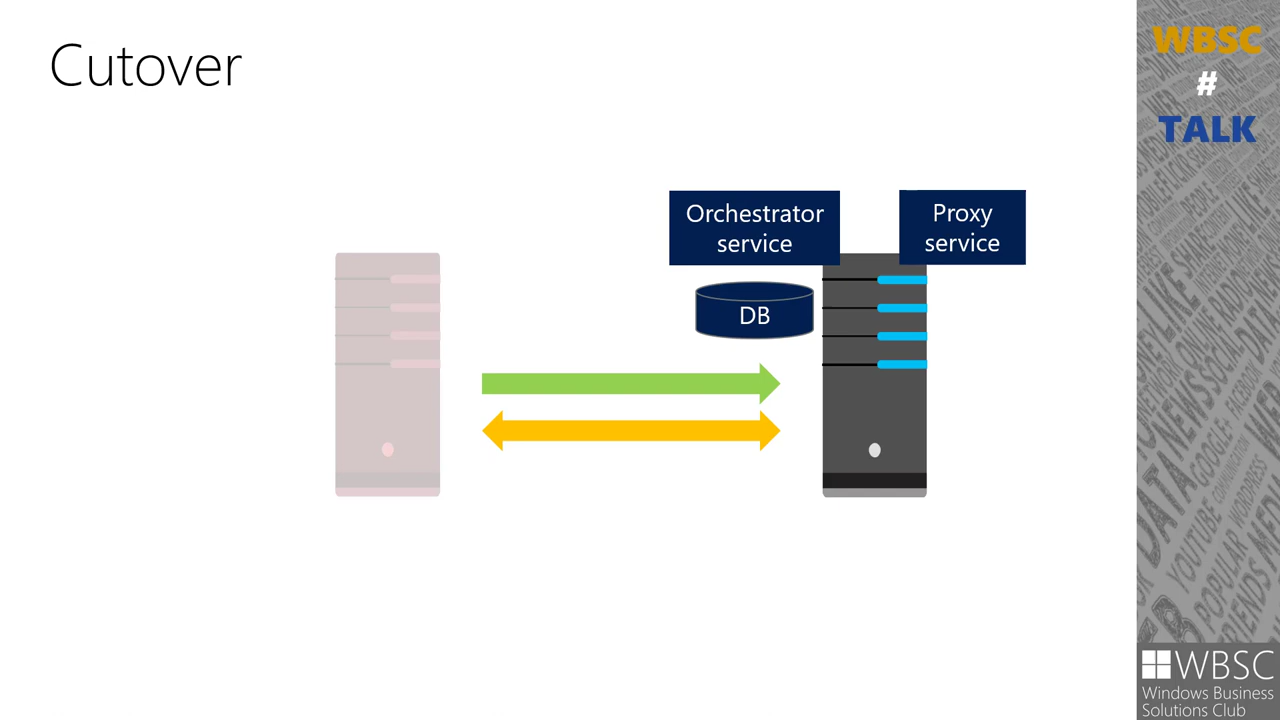 Cutover
Orchestrator
service
Proxy
service
DB
WBSC
#
TALK
WBSC
Windows Business
Solutions Club